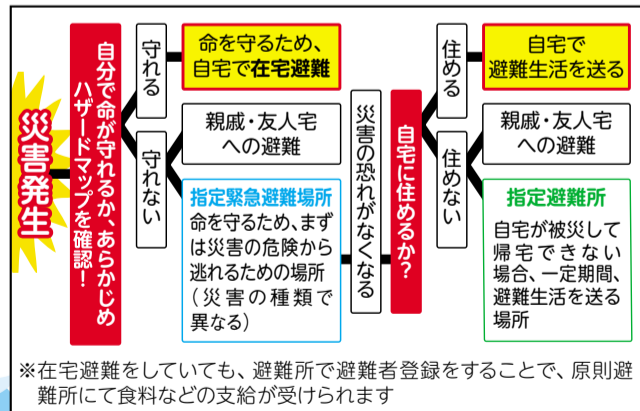 災害発生
自分で命が守れるか、あらかじめ
ハザードマップを確認！
守れる
命を守るため、
自宅で在宅避難
守れない
親戚・友人宅
への避難
指定緊急避難場所
命を守るため、まず
は災害の危険から
逃れるための場所
（災害の種類で
異なる）
災害の恐れがなくなる
自宅に住めるか？
住める
自宅で
避難生活を送る
住めない
親戚・友人宅
への避難
指定避難所
自宅が被災して
帰宅できない
場合、一定期間、
避難生活を送る
場所
※在宅避難をしていても、避難所で避難者登録をすることで、原則避
難所にて食料などの支給が受けられます